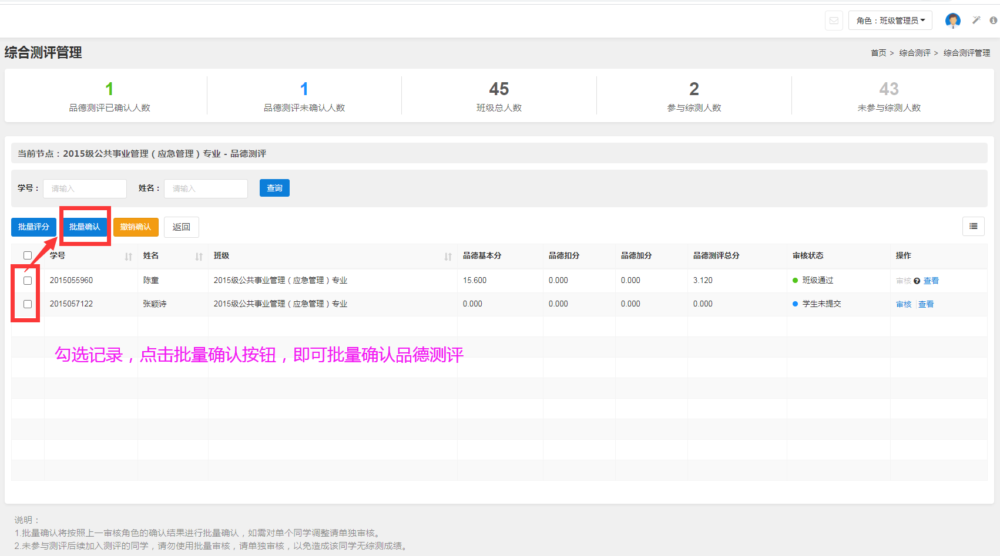 角色：班级管理员
综合测评管理
首页 > 综合测评 > 综合测评管理
1
品德测评已确认人数
1
品德测评未确认人数
45
班级总人数
2
参与综测人数
43
未参与综测人数
当前节点：2015级公共事业管理（应急管理）专业 - 品德测评
学号： 请输入 姓名： 请输入 查询
批量评分 批量确认 撤销确认 返回
学号 姓名 班级 品德基本分 品德扣分 品德加分 品德测评总分 审核状态 操作
2015055960 陈童 2015级公共事业管理（应急管理）专业 15.600 0.000 0.000 3.120 班级通过 审核 查看
2015057122 张颖诗 2015级公共事业管理（应急管理）专业 0.000 0.000 0.000 0.000 学生未提交 审核 查看
勾选记录，点击批量确认按钮，即可批量确认品德测评
说明：
1.批量确认将按照上一审核角色的确认结果进行批量确认，如需对单个同学调整请单独审核。
2.未参与测评后续加入测评的同学，请勿使用批量审核，请单独审核，以免造成该同学无综测成绩。